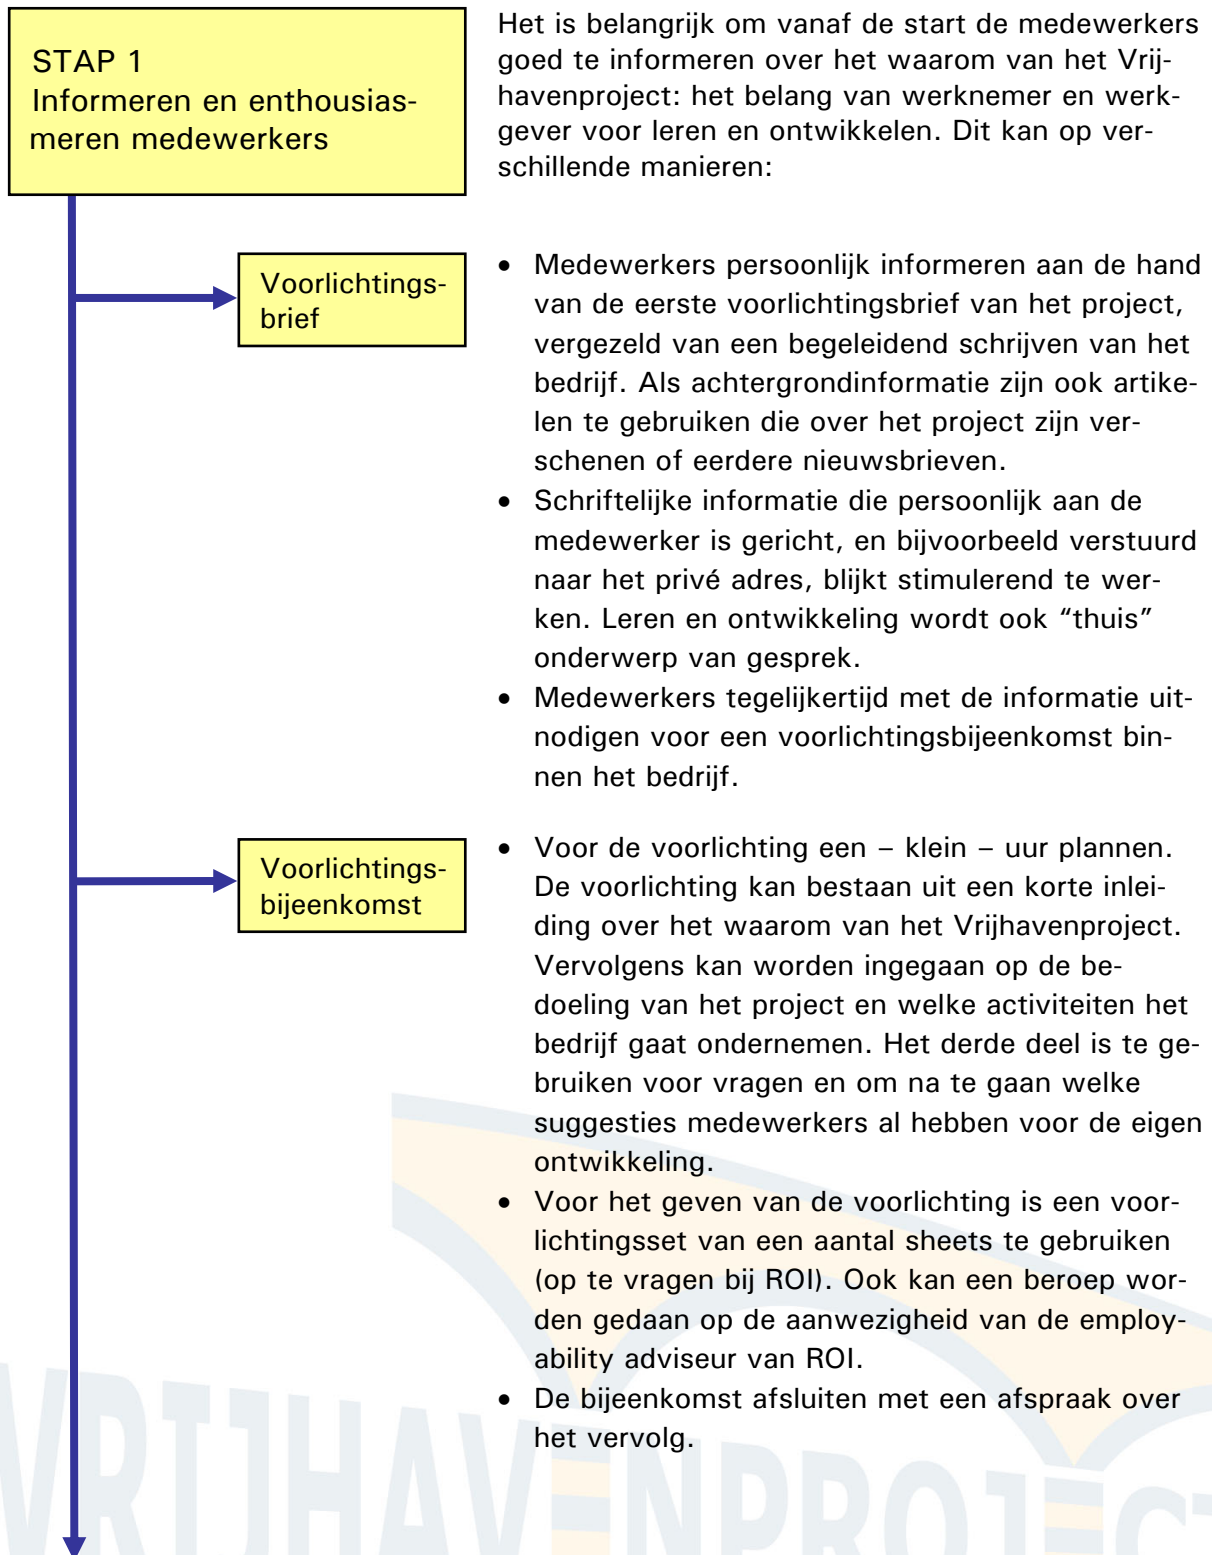 STAP 1
Informeren en enthousias-
meren medewerkers
Het is belangrijk om vanaf de start de medewerkers
goed te informeren over het waarom van het Vrij-
havenproject: het belang van werknemer en werk-
gever voor leren en ontwikkelen. Dit kan op ver-
schillende manieren:
Voorlichtings-
brief
• Medewerkers persoonlijk informeren aan de hand
van de eerste voorlichtingsbrief van het project,
vergezeld van een begeleidend schrijven van het
bedrijf. Als achtergrondinformatie zijn ook artike-
len te gebruiken die over het project zijn ver-
schenen of eerdere nieuwsbrieven.
• Schriftelijke informatie die persoonlijk aan de
medewerker is gericht, en bijvoorbeeld verstuurd
naar het privé adres, blijkt stimulerend te wer-
ken. Leren en ontwikkeling wordt ook “thuis”
onderwerp van gesprek.
• Medewerkers tegelijkertijd met de informatie uit-
nodigen voor een voorlichtingsbijeenkomst bin-
nen het bedrijf.
Voorlichtings-
bijeenkomst
• Voor de voorlichting een – klein – uur plannen.
De voorlichting kan bestaan uit een korte inlei-
ding over het waarom van het Vrijhavenproject.
Vervolgens kan worden ingegaan op de be-
doeling van het project en welke activiteiten het
bedrijf gaat ondernemen. Het derde deel is te ge-
bruiken voor vragen en om na te gaan welke
suggesties medewerkers al hebben voor de eigen
ontwikkeling.
• Voor het geven van de voorlichting is een voor-
lichtingsset van een aantal sheets te gebruiken
(op te vragen bij ROI). Ook kan een beroep wor-
den gedaan op de aanwezigheid van de employ-
ability adviseur van ROI.
• De bijeenkomst afsluiten met een afspraak over
het vervolg.
VRIJHAVENPROJECT